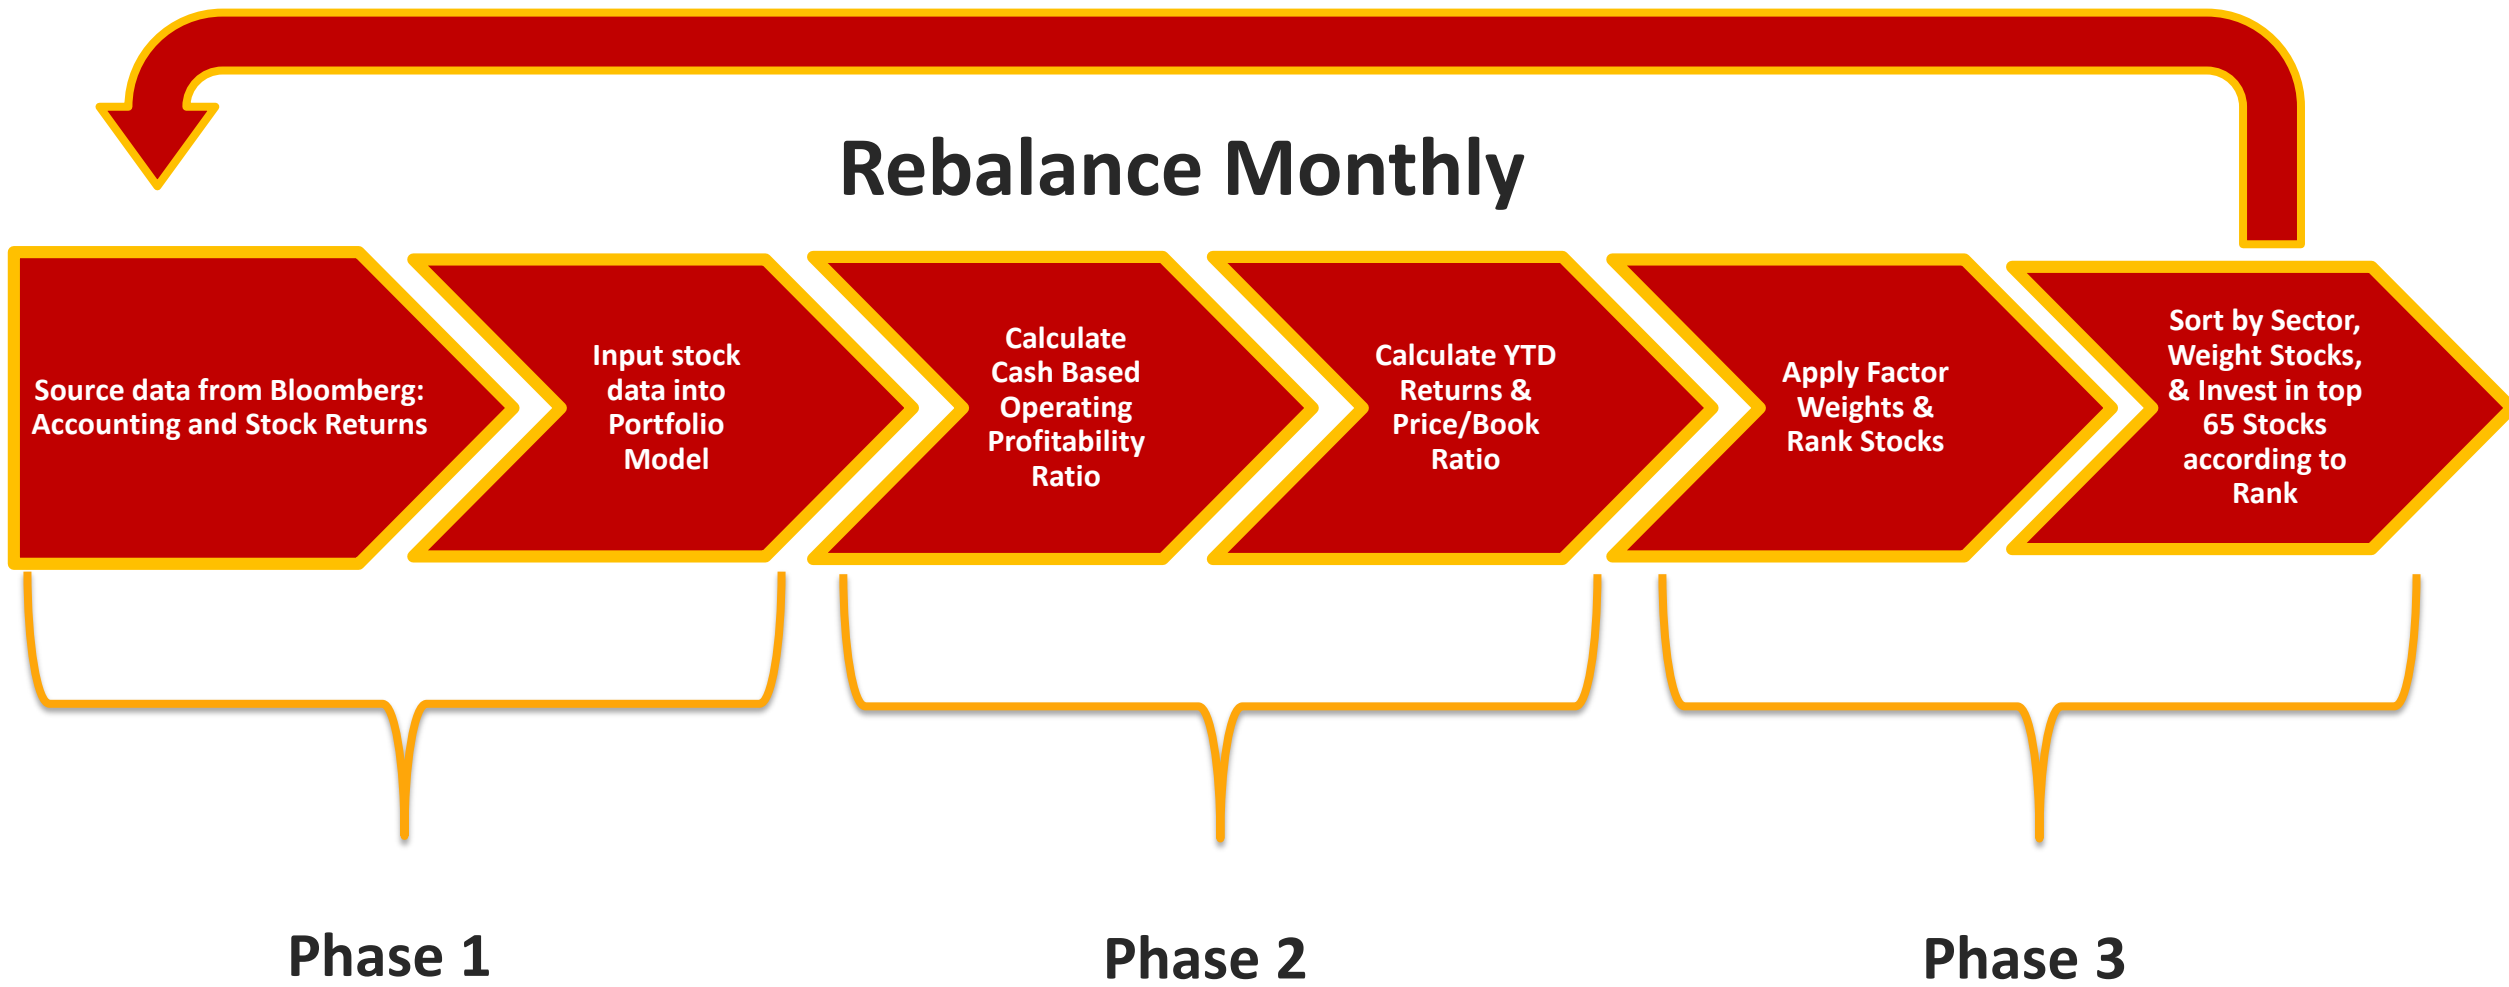 Rebalance Monthly
Source data from Bloomberg:
Accounting and Stock Returns
Input stock
data into
Portfolio
Model
Calculate
Cash Based
Operating
Profitability
Ratio
Calculate YTD
Returns &
Price/Book
Ratio
Apply Factor
Weights &
Rank Stocks
Sort by Sector,
Weight Stocks,
& Invest in top
65 Stocks
according to
Rank
Phase 1
Phase 2
Phase 3